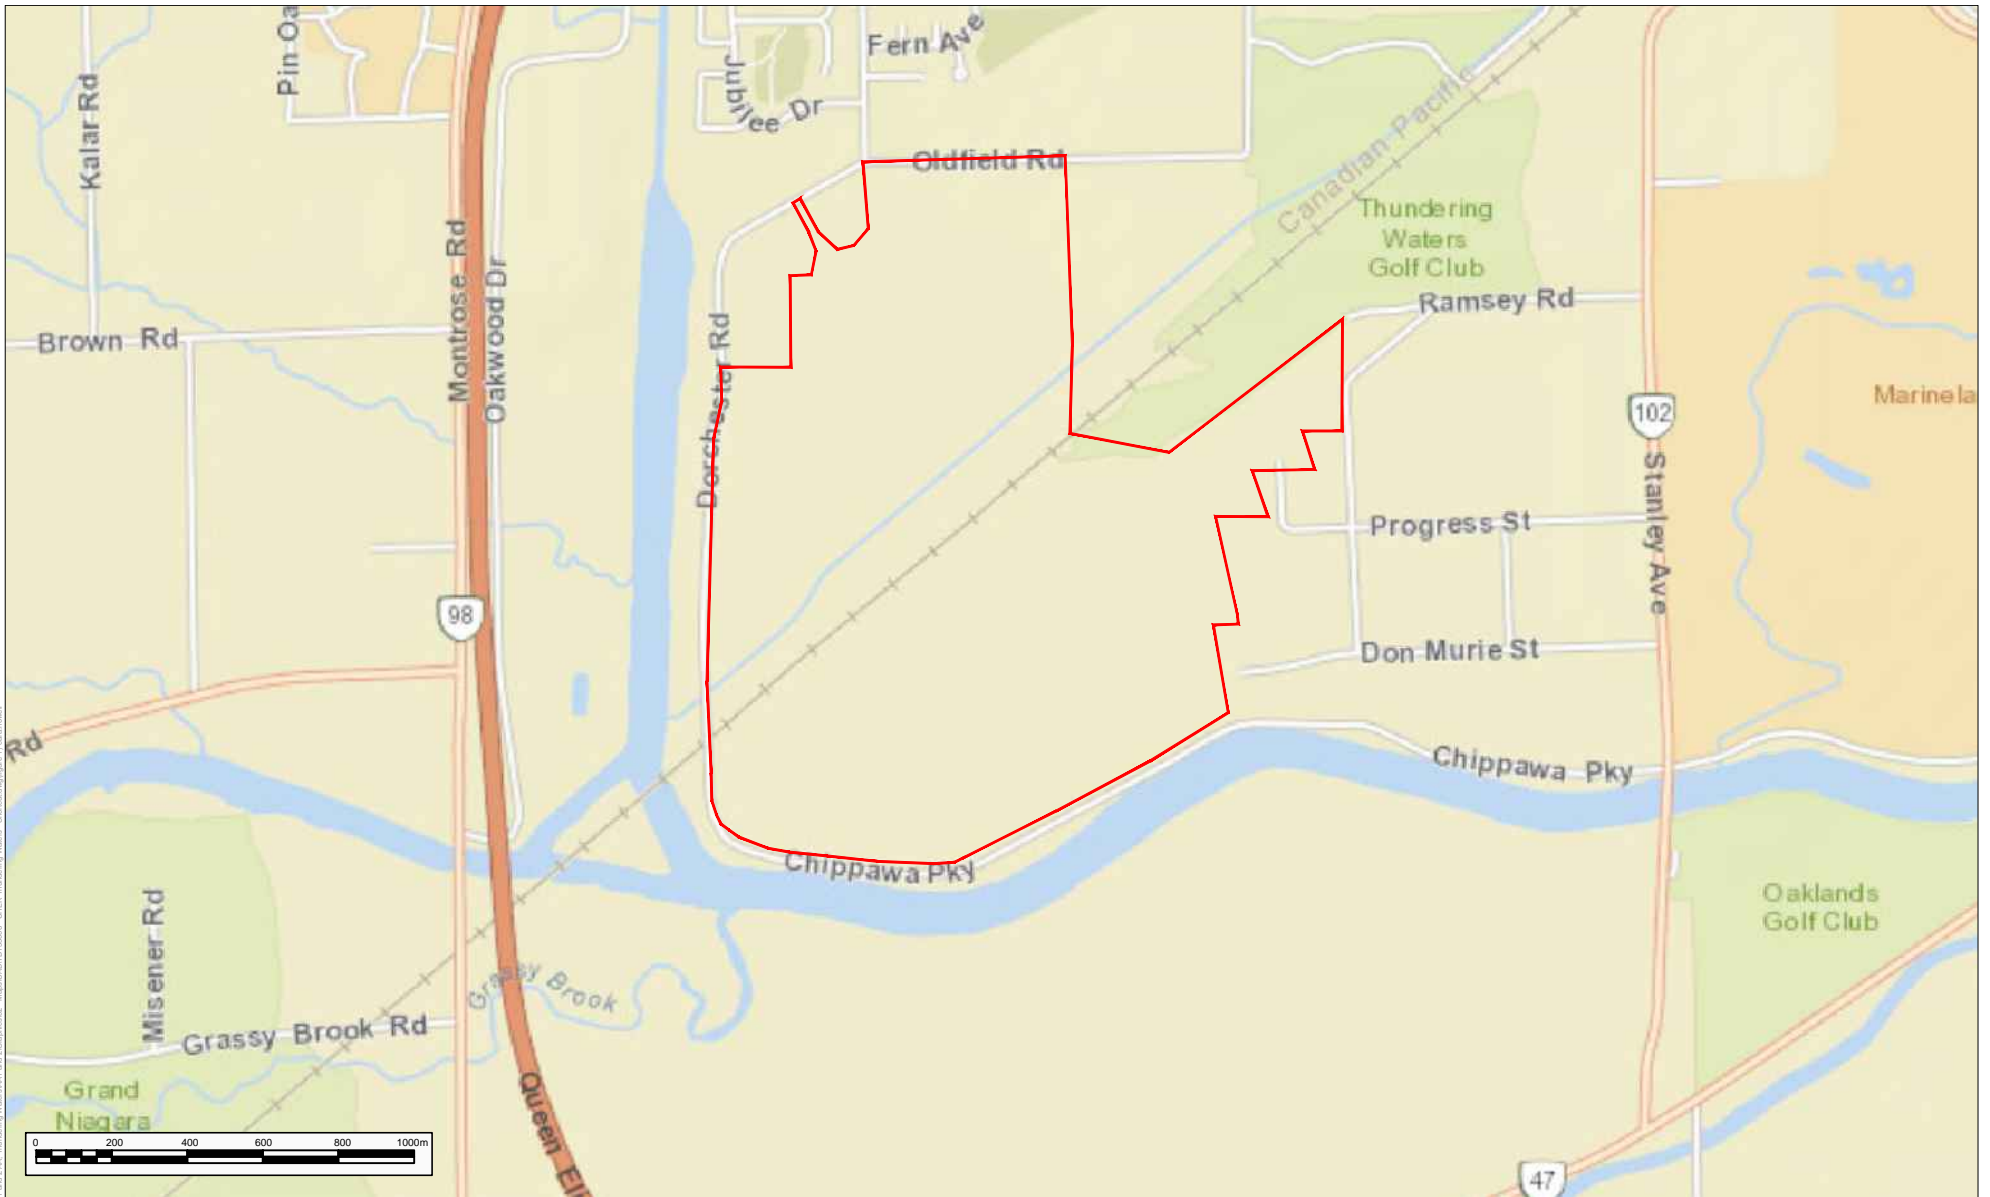 Pin Oa
Fern Ave
Kalar Rd
Jubilee Dr
Oldfield Rd
Canadian-Pacific
Thundering
Waters
Golf Club
Montrose Rd
Oakwood Dr
Brown Rd
Ramsey Rd
Dorchester Rd
Marinela
102
Stanley Ave
Progress St
98
Don Murie St
Rd
Chippawa Pky
Chippawa Pky
Misener Rd
Oaklands
Golf Club
Grassy Brook
Grassy Brook Rd
Grand
Niagara
Queen Eli
0 200 400 600 800 1000m
47